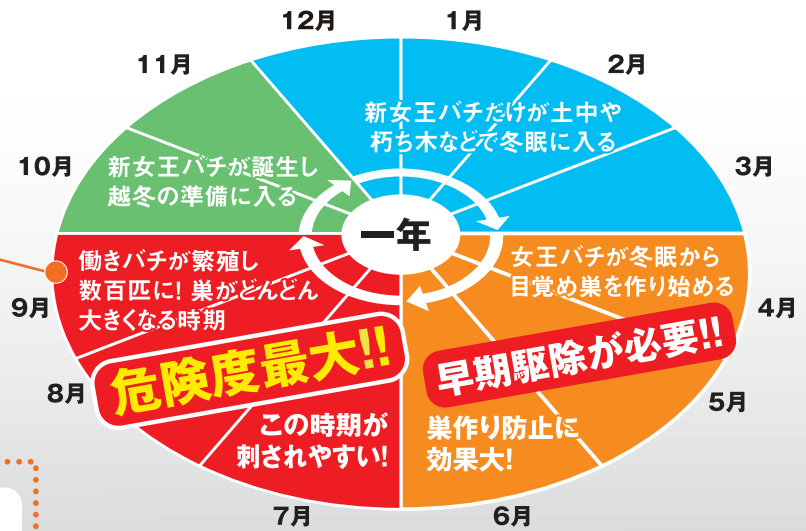 12月
1月
2月
3月
4月
5月
6月
7月
8月
9月
10月
11月
新女王バチだけが土中や
朽ち木などで冬眠に入る
女王バチが冬眠から
目覚め巣を作り始める
早期駆除が必要!!
巣作り防止に
効果大!
働きバチが繁殖し
数百匹に! 巣がどんどん
大きくなる時期
危険度最大!!
この時期が
刺されやすい!
新女王バチが誕生し
越冬の準備に入る
一年